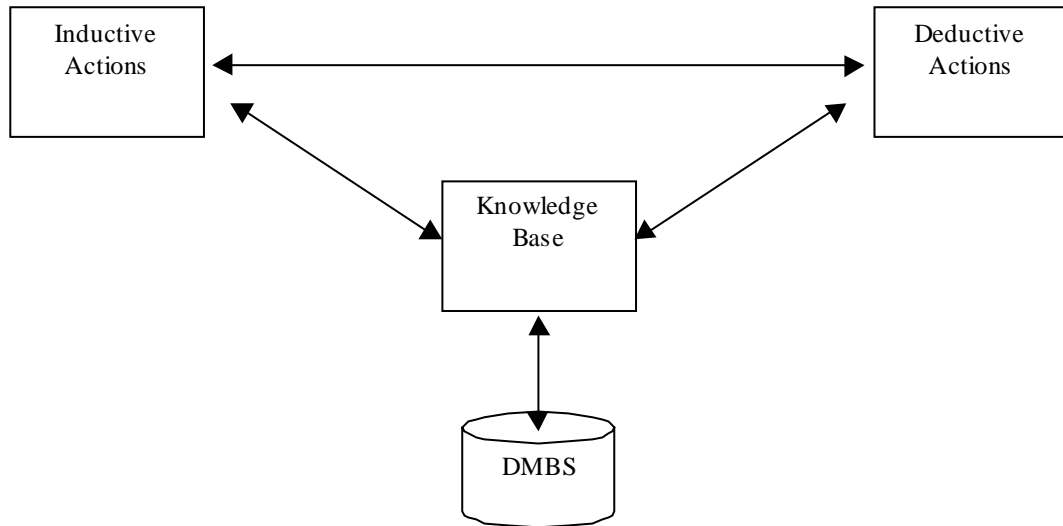 Inductive
Actions
Deductive
Actions
Knowledge
Base
DMBS